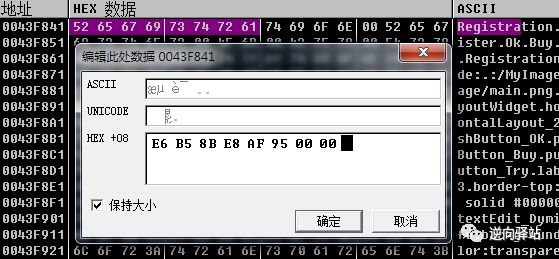 地址 HEX 数据 ASCII
0043F841 52 65 67 69 73 74 72 61 74 69 6F 6E 00 52 65 67 Registration.
0043F851 ister.Ok.Buy.
0043F861 .Registration
0043F871 de:.:/MyImage
0043F881 age/main.png.
0043F891 youtWidget.ho
0043F8A1 ontalLayout_2
0043F8B1 shButton_OK.p
0043F8C1 Button_Buy.pu
0043F8D1 utton_Try.lab
0043F8E1 3.border-top:
0043F8F1 solid #00000
0043F901 textEdit_Dyni
0043F911
0043F921 6C 6F 72 3A 74 72 61 6E 73 70 61 72 65 6E 74 3B lor:transpare
编辑此处数据 0043F841
ASCII
UNICODE
HEX +08
E6 B5 8B E8 AF 95 00 00
保持大小
确定 取消
逆向驿站